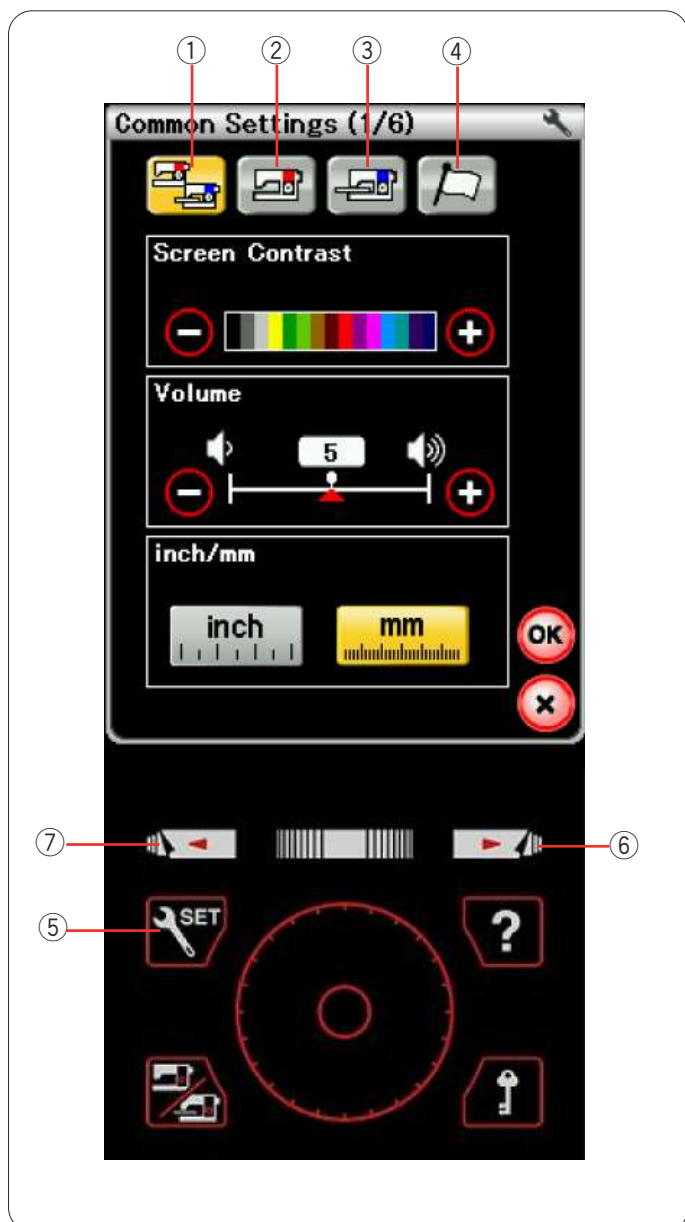 ① ② ③ ④
Common Settings (1/6)
Screen Contrast
Volume
5
inch/mm
inch mm
OK
⑦ ⑥
⑤ SET ?